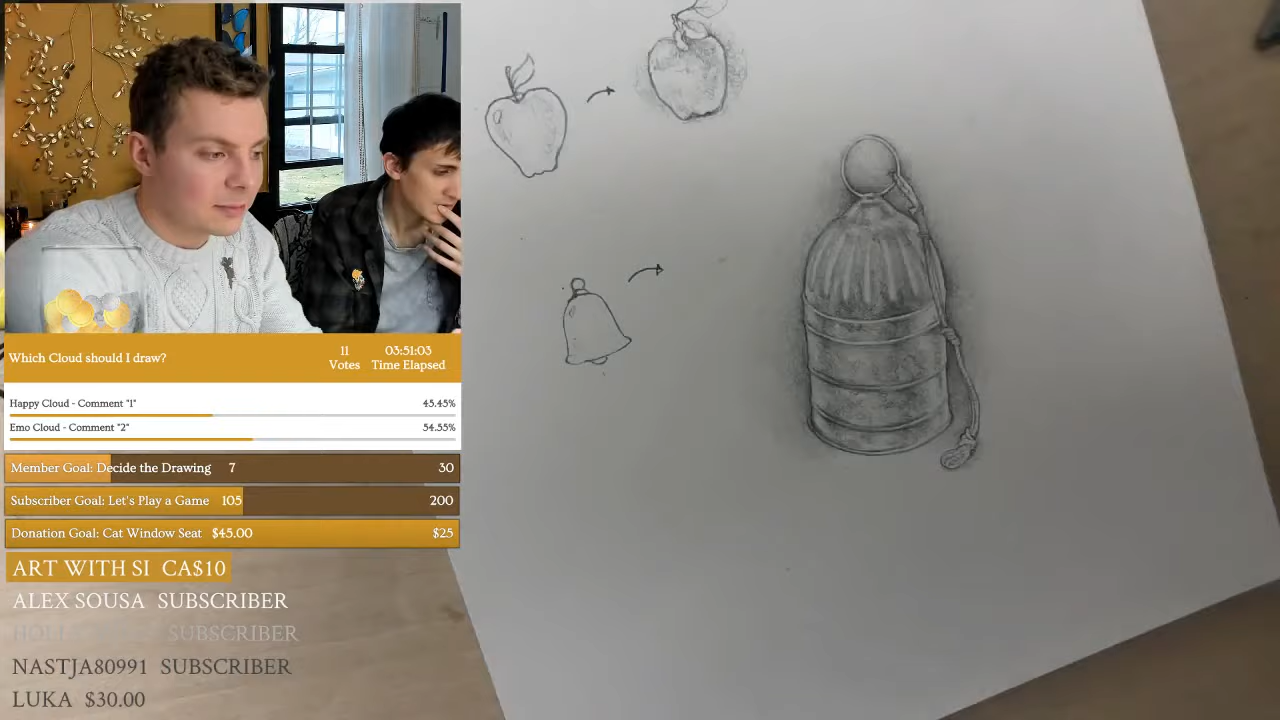 Which Cloud should I draw?
11 Votes
03:51:03 Time Elapsed
Happy Cloud - Comment "1" 45.45%
Emo Cloud - Comment "2" 54.55%
Member Goal: Decide the Drawing 7 30
Subscriber Goal: Let's Play a Game 105 200
Donation Goal: Cat Window Seat $45.00 $25
ART WITH SI CA$10
ALEX SOUSA SUBSCRIBER
SUBSCRIBER
NASTJA80991 SUBSCRIBER
LUKA $30.00